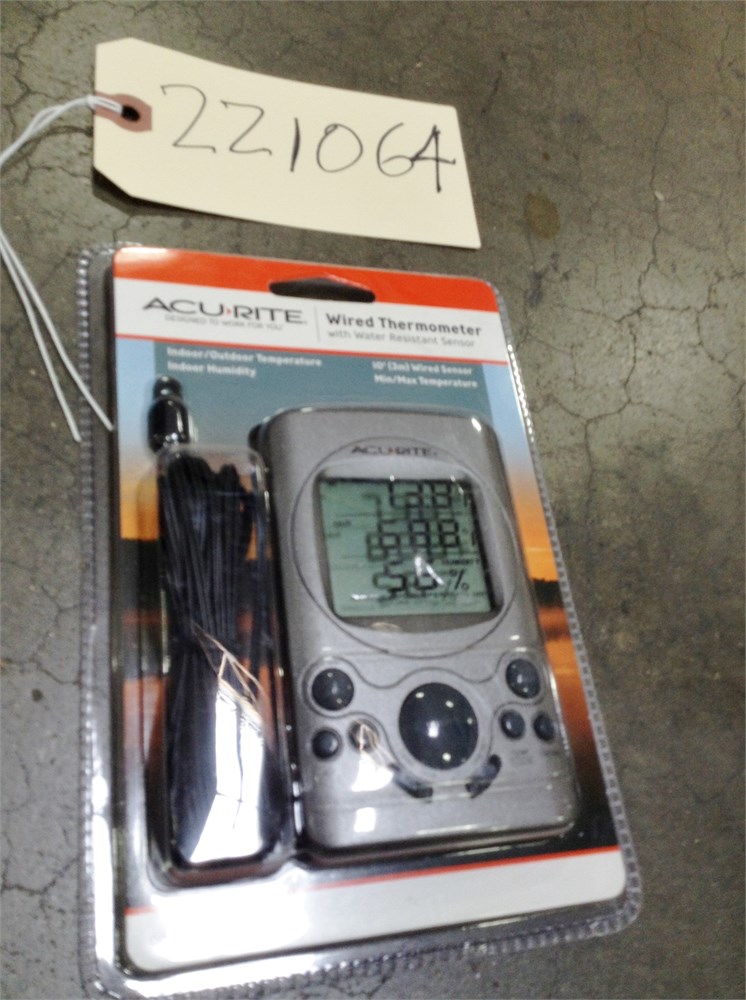 221064
ACU›RITE
DESIGNED TO WORK FOR YOU
Wired Thermometer
with Water Resistant Sensor
Indoor/Outdoor Temperature
Indoor Humidity
10' (3m) Wired Sensor
Min/Max Temperature
ACU›RITE
HUMIDITY
%